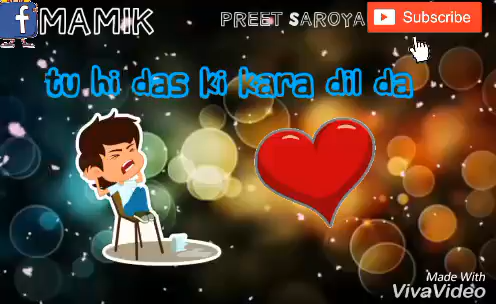 MAMIK
PREET SAROYA
Subscribe
tu hi das ki kara dil da
Made With
VivaVideo